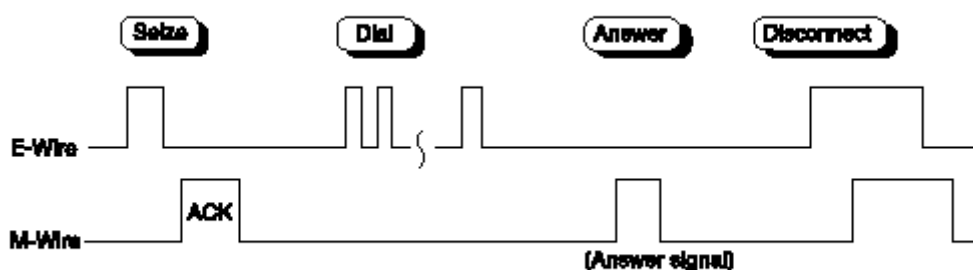 Seize Dial Answer Disconnect
E-Wire
ACK
M-Wire
(Answer signal)